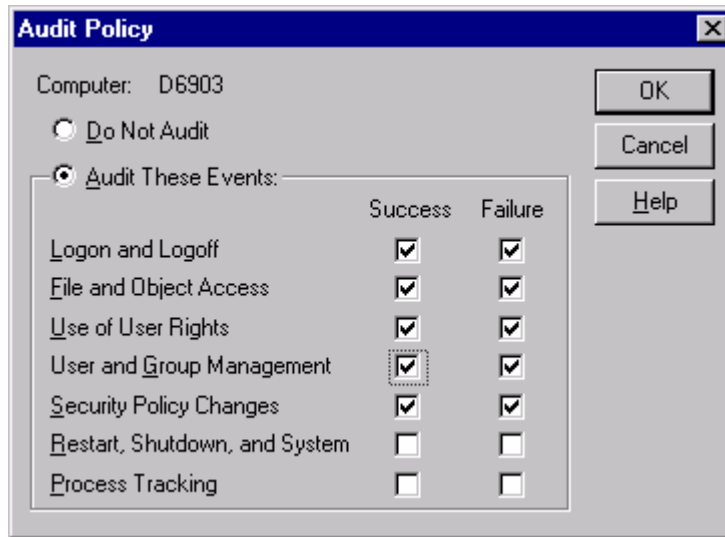 Audit Policy
Computer: D6903
Do Not Audit
Audit These Events:
Success Failure
Logon and Logoff
File and Object Access
Use of User Rights
User and Group Management
Security Policy Changes
Restart, Shutdown, and System
Process Tracking
OK
Cancel
Help